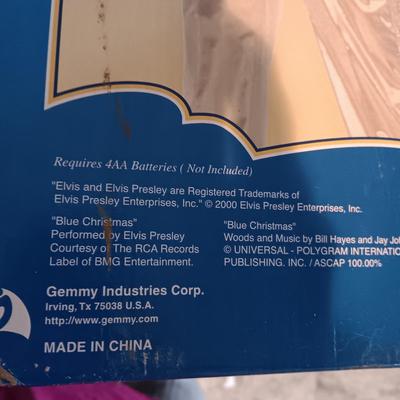 Requires 4AA Batteries ( Not Included)
"Elvis and Elvis Presley are Registered Trademarks of
Elvis Presley Enterprises, Inc." © 2000 Elvis Presley Enterprises, Inc.
"Blue Christmas"
Performed by Elvis Presley
Courtesy of The RCA Records
Label of BMG Entertainment.
"Blue Christmas"
Woods and Music by Bill Hayes and Jay
© UNIVERSAL - POLYGRAM
PUBLISHING. INC. / ASCAP 100.00%
Gemmy Industries Corp.
Irving, Tx 75038 U.S.A.
http://www.gemmy.com
MADE IN CHINA